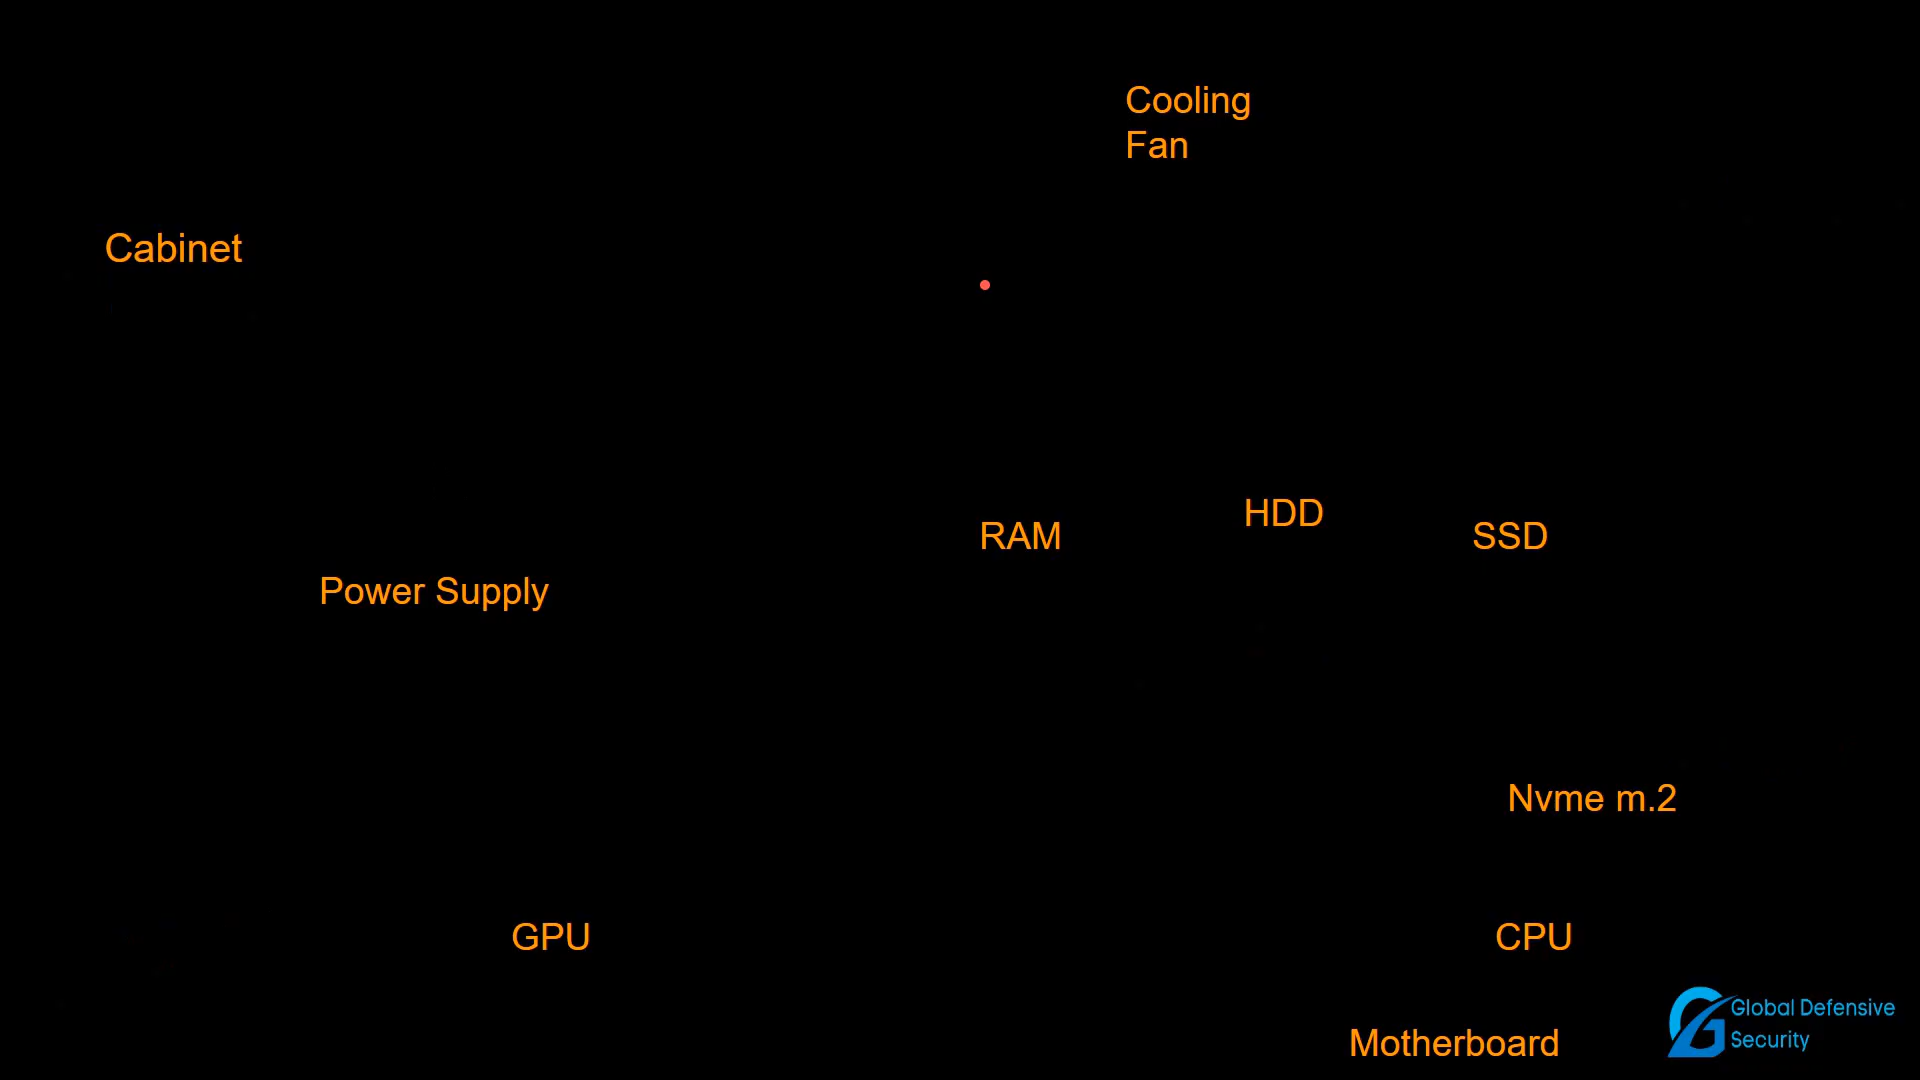 Cooling
Fan
Cabinet
HDD
RAM
SSD
Power Supply
Nvme m.2
GPU
CPU
Global Defensive
Security
Motherboard